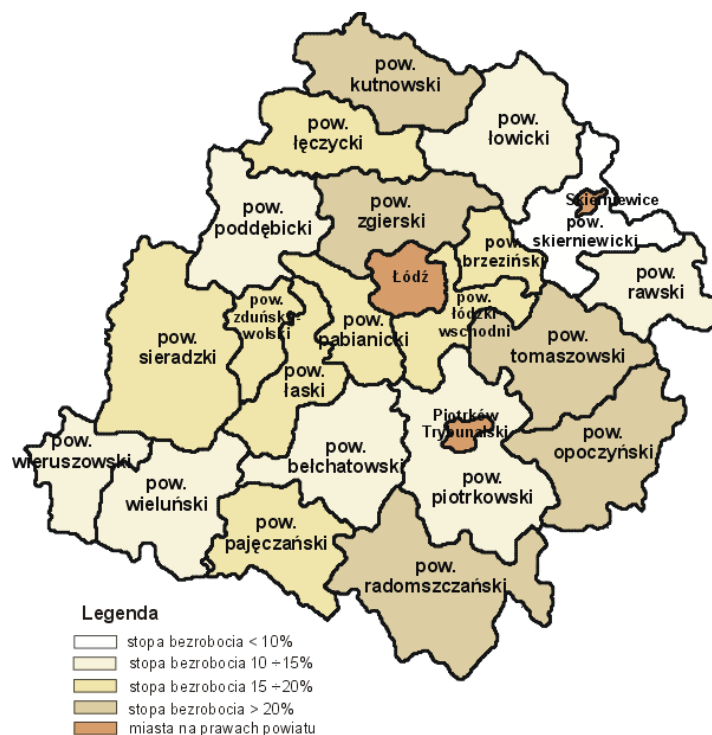 pow.
kutnowski
pow.
łowicki
pow.
łęczycki
Skierniewice
pow.
skierniewicki
pow.
poddębicki
pow.
zgierski
pow.
brzeziński
Łódź
pow.
rawski
pow.
zduńsko-
wolski
pow.
łódzki
wschodni
pow.
pabianicki
pow.
sieradzki
pow.
tomaszowski
pow.
łaski
Piotrków
Trybunalski
pow.
opoczyński
pow.
wieruszowski
pow.
bełchatowski
pow.
wieluński
pow.
piotrkowski
pow.
pajęczański
pow.
radomszczański
Legenda
stopa bezrobocia < 10%
stopa bezrobocia 10 ÷15%
stopa bezrobocia 15 ÷20%
stopa bezrobocia > 20%
miasta na prawach powiatu